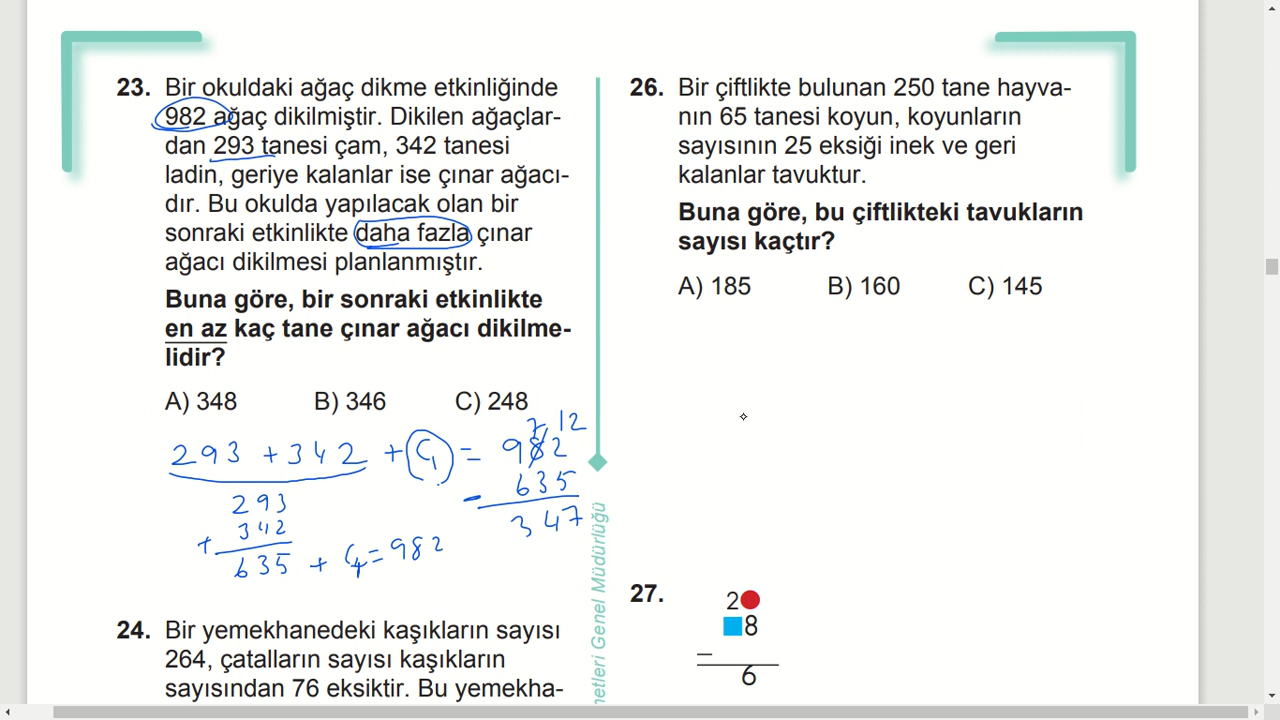 23. Bir okuldaki ağaç dikme etkinliğinde
982 ağaç dikilmiştir. Dikilen ağaçlar-
dan 293 tanesi çam, 342 tanesi
ladin, geriye kalanlar ise çınar ağacı-
dır. Bu okulda yapılacak olan bir
sonraki etkinlikte daha fazla çınar
ağacı dikilmesi planlanmıştır.
Buna göre, bir sonraki etkinlikte
en az kaç tane çınar ağacı dikilme-
lidir?
A) 348 B) 346 C) 248
7 12
293 + 342 + Ç = 982
- 635
347
293
+ 342
635 + Ç = 982
24. Bir yemekhanedeki kaşıkların sayısı
264, çatalların sayısı kaşıkların
sayısından 76 eksiktir. Bu yemekha-
netleri Genel Müdürlüğü
26. Bir çiftlikte bulunan 250 tane hayva-
nın 65 tanesi koyun, koyunların
sayısının 25 eksiği inek ve geri
kalanlar tavuktur.
Buna göre, bu çiftlikteki tavukların
sayısı kaçtır?
A) 185 B) 160 C) 145
27.
2
8
–
6